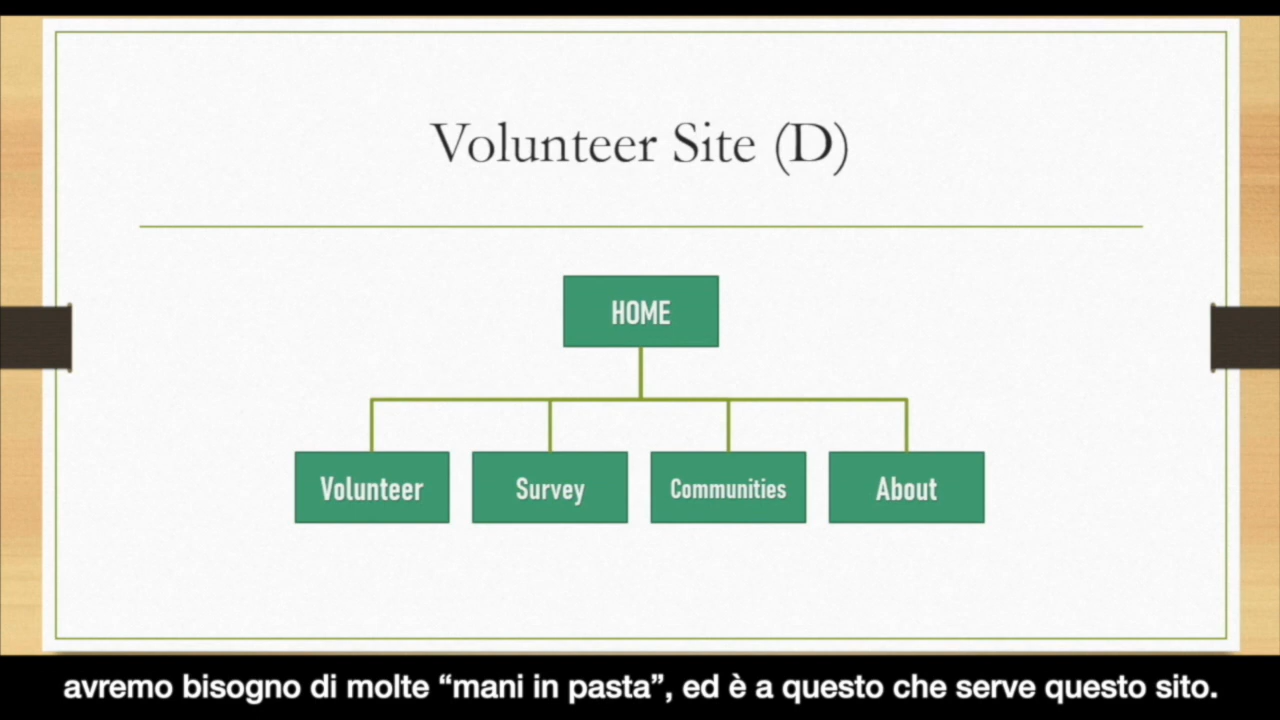 Volunteer Site (D)
HOME
Volunteer
Survey
Communities
About
avremo bisogno di molte “mani in pasta”, ed è a questo che serve questo sito.